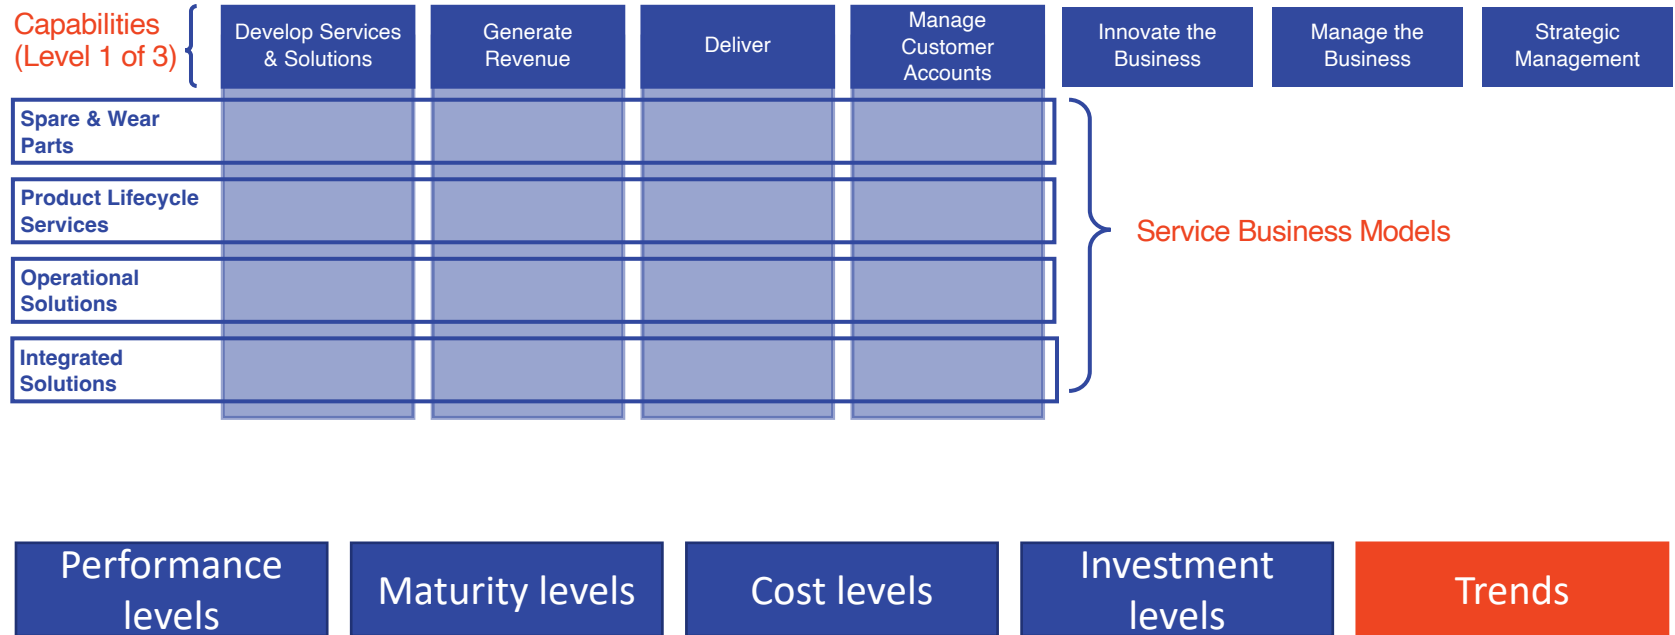 Capabilities
(Level 1 of 3)
Develop Services
& Solutions
Generate
Revenue
Deliver
Manage
Customer
Accounts
Innovate the
Business
Manage the
Business
Strategic
Management
Spare & Wear
Parts
Product Lifecycle
Services
Operational
Solutions
Integrated
Solutions
Service Business Models
Performance
levels
Maturity levels
Cost levels
Investment
levels
Trends